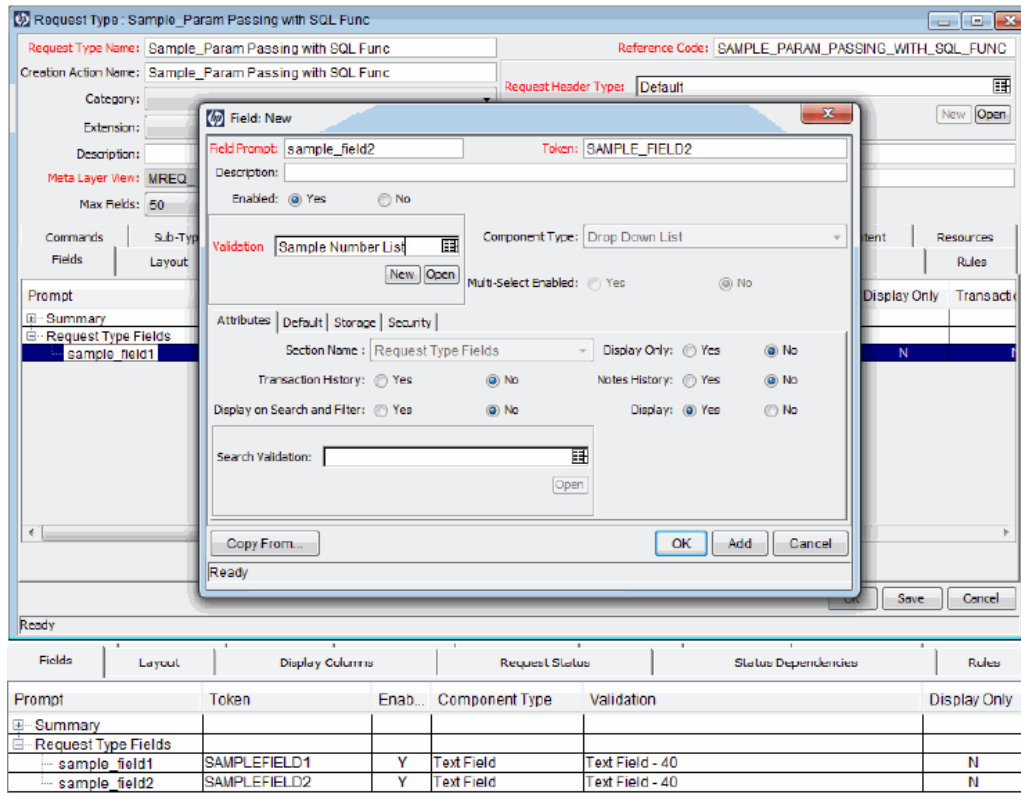 Request Type : Sample_Param Passing with SQL Func
Request Type Name: Sample_Param Passing with SQL Func
Reference Code: SAMPLE_PARAM_PASSING_WITH_SQL_FUNC
Creation Action Name: Sample_Param Passing with SQL Func
Request Header Type: Default
Category:
New Open
Extension:
Description:
Meta Layer View: MREQ_
Max Fields: 50
Commands Sub-Typ Resources
Fields Layout Rules
Prompt Display Only Transactio
Summary
Request Type Fields
sample_field1 N N
Field: New
Field Prompt: sample_field2 Token: SAMPLE_FIELD2
Description:
Enabled: Yes No
Validation Sample Number List Component Type: Drop Down List
New Open Multi-Select Enabled: Yes No
Attributes Default Storage Security
Section Name : Request Type Fields Display Only: Yes No
Transaction History: Yes No Notes History: Yes No
Display on Search and Filter: Yes No Display: Yes No
Search Validation:
Open
Copy From... OK Add Cancel
Ready
Save Cancel
Ready
Fields Layout Display Columns Request Status Status Dependencies Rules
Prompt Token Enab... Component Type Validation Display Only
Summary
Request Type Fields
sample_field1 SAMPLEFIELD1 Y Text Field Text Field - 40 N
sample_field2 SAMPLEFIELD2 Y Text Field Text Field - 40 N